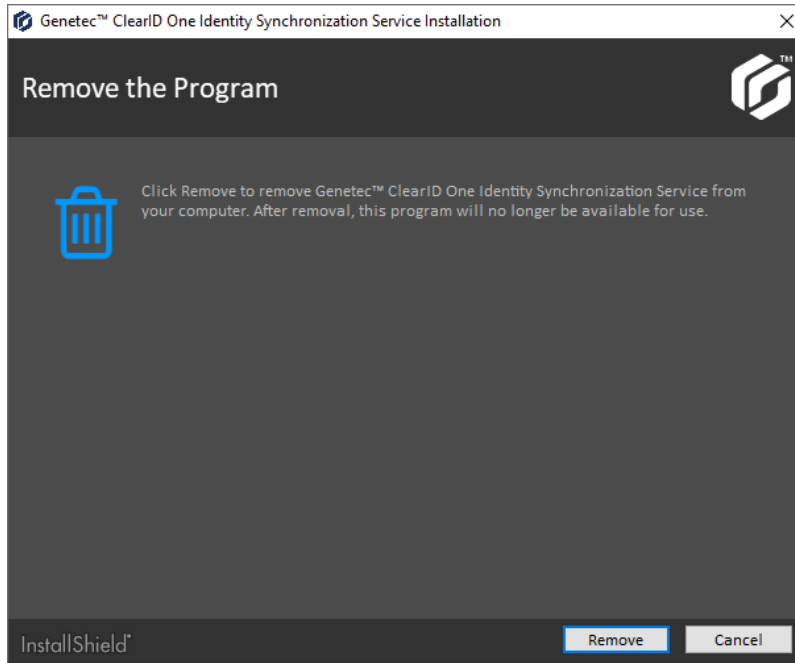 Genetec™ ClearID One Identity Synchronization Service Installation
Remove the Program
TM
Click Remove to remove Genetec™ ClearID One Identity Synchronization Service from
your computer. After removal, this program will no longer be available for use.
InstallShield®
Remove
Cancel